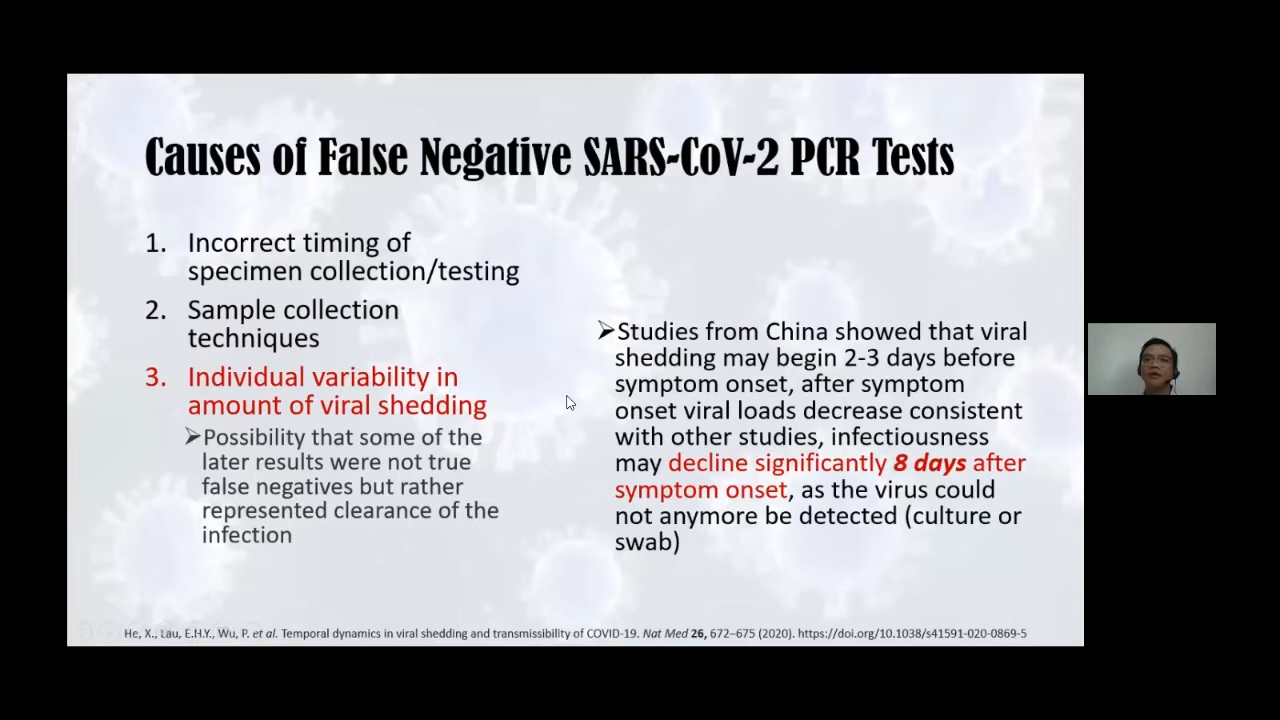 Causes of False Negative SARS-CoV-2 PCR Tests
1. Incorrect timing of
specimen collection/testing
2. Sample collection
techniques
3. Individual variability in
amount of viral shedding
➢Possibility that some of the
later results were not true
false negatives but rather
represented clearance of the
infection
➢Studies from China showed that viral
shedding may begin 2-3 days before
symptom onset, after symptom
onset viral loads decrease consistent
with other studies, infectiousness
may decline significantly 8 days after
symptom onset, as the virus could
not anymore be detected (culture or
swab)
He, X., Lau, E.H.Y., Wu, P. et al. Temporal dynamics in viral shedding and transmissibility of COVID-19. Nat Med 26, 672–675 (2020). https://doi.org/10.1038/s41591-020-0869-5